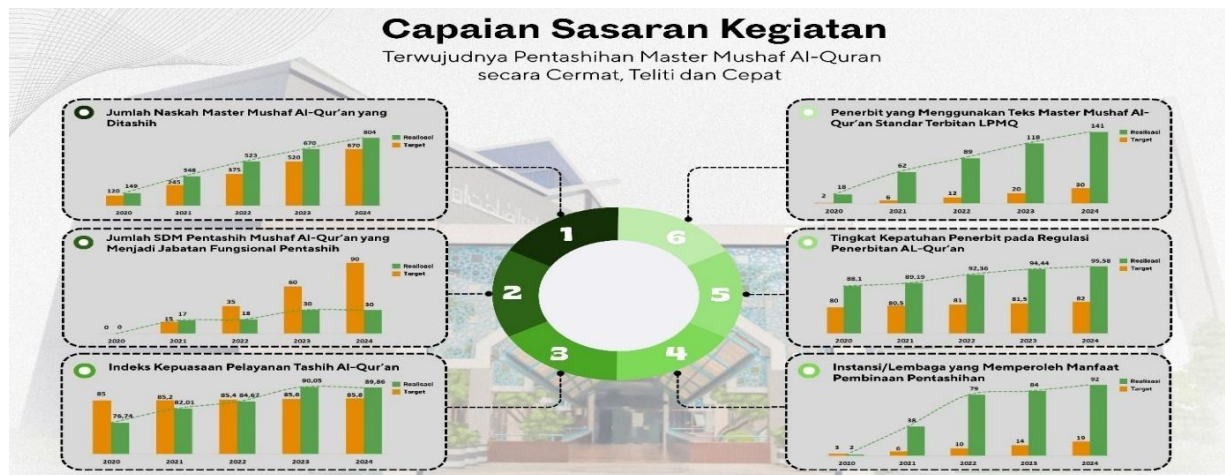 Capaian Sasaran Kegiatan
Terwujudnya Pentashihan Master Mushaf Al-Quran
secara Cermat, Teliti dan Cepat
Jumlah Naskah Master Mushaf Al-Qur'an yang
Ditashih
Realisasi
Target
120 149 245 348 375 523 520 670 670 804
2020 2021 2022 2023 2024
Jumlah SDM Pentashih Mushaf Al-Qur'an yang
Menjadi Jabatan Fungsional Pentashih
Realisasi
Target
0 0 15 17 35 18 60 30 90 30
2020 2021 2022 2023 2024
Indeks Kepuasaan Pelayanan Tashih Al-Qur'an
Realisasi
Target
85 76,74 85,2 82,01 85,4 84,67 85,6 90,05 85,8 89,86
2020 2021 2022 2023 2024
1
2
3
4
5
6
Penerbit yang Menggunakan Teks Master Mushaf Al-
Qur'an Standar Terbitan LPMQ
Realisasi
Target
2 18 6 62 12 89 20 118 30 141
2020 2021 2022 2023 2024
Tingkat Kepatuhan Penerbit pada Regulasi
Penerbitan AL-Qur'an
Realisasi
Target
80 88,1 80,5 89,19 81 92,36 81,5 94,44 82 95,58
2020 2021 2022 2023 2024
Instansi/Lembaga yang Memperoleh Manfaat
Pembinaan Pentashihan
Realisasi
Target
3 2 6 38 10 79 14 84 19 92
2020 2021 2022 2023 2024